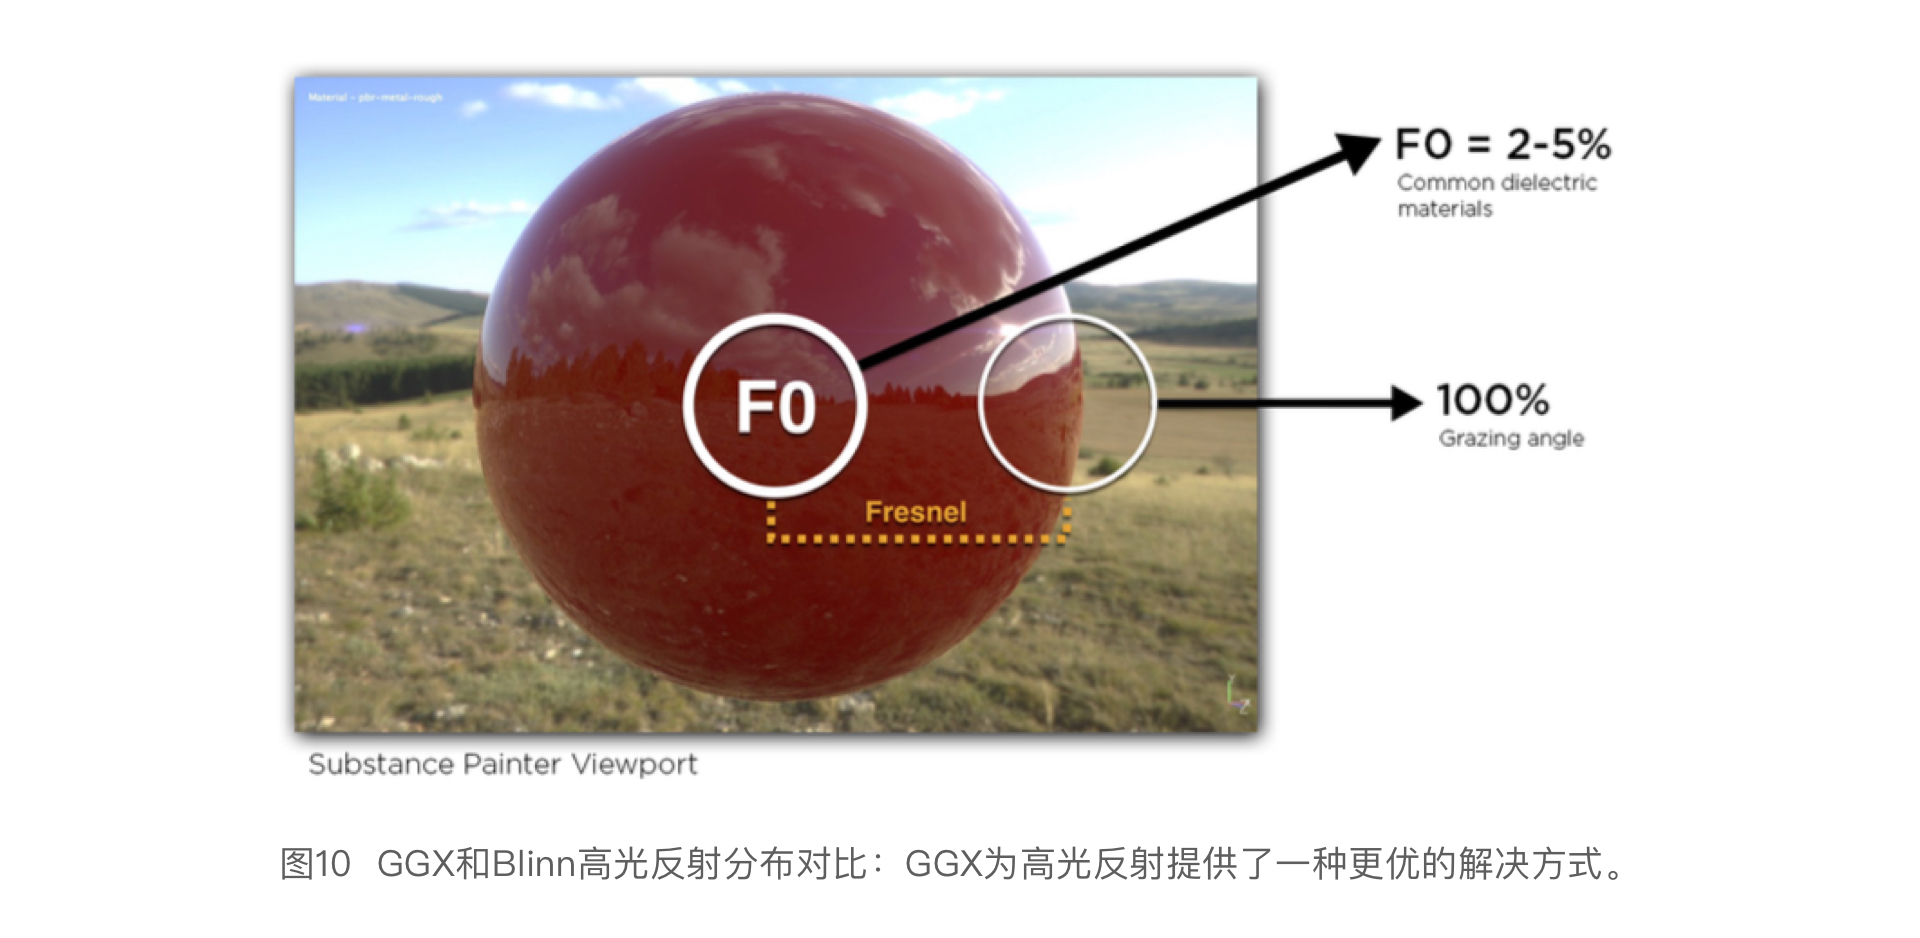 Material - pbr-metal-rough
F0 = 2-5%
Common dielectric
materials
F0
100%
Grazing angle
Fresnel
Y
Z
Substance Painter Viewport
图10 GGX和Blinn高光反射分布对比：GGX为高光反射提供了一种更优的解决方式。